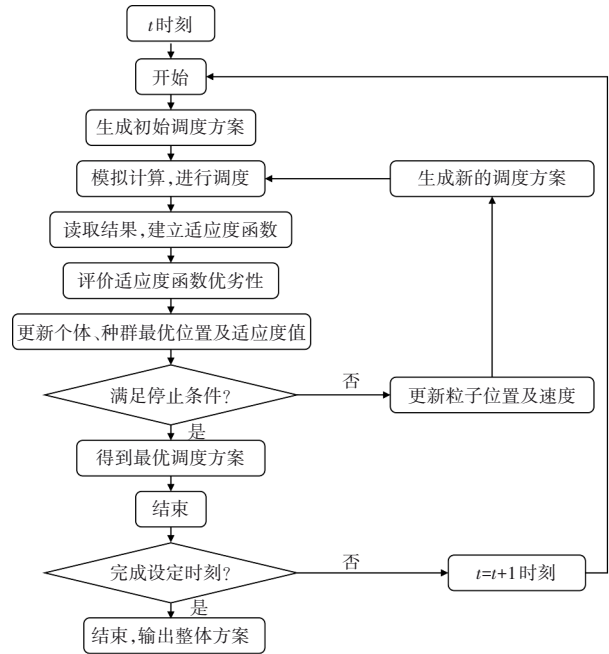 t时刻
开始
生成初始调度方案
模拟计算,进行调度
生成新的调度方案
读取结果,建立适应度函数
评价适应度函数优劣性
更新个体、种群最优位置及适应度值
满足停止条件?
否
更新粒子位置及速度
是
得到最优调度方案
结束
完成设定时刻?
否
t=t+1时刻
是
结束,输出整体方案